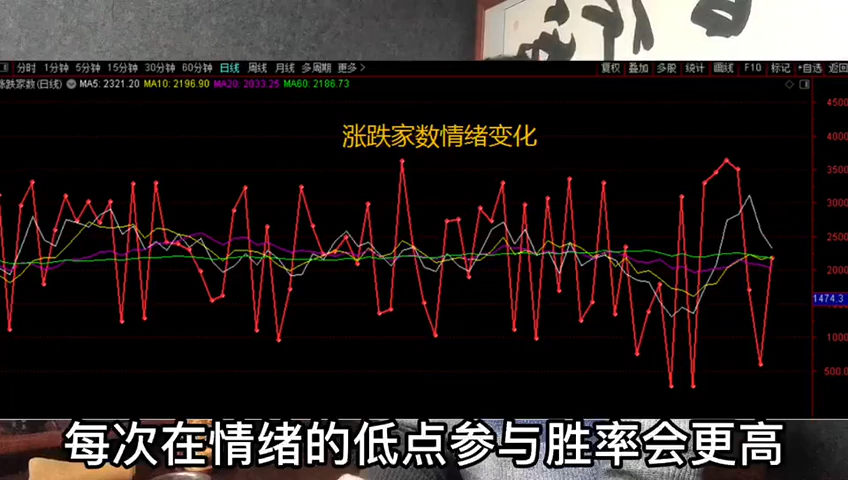 分时 1分钟 5分钟 15分钟 30分钟 60分钟 日线 周线 月线 多周期 更多> 复权 叠加 多股 统计 画线 F10 标记 +自选 返回
涨跌家数(日线) MA5: 2321.20 MA10: 2196.90 MA20: 2033.25 MA60: 2186.73
涨跌家数情绪变化
4500
4000
3500
3000
2500
2000
1474.3
1000
500.0
每次在情绪的低点参与胜率会更高